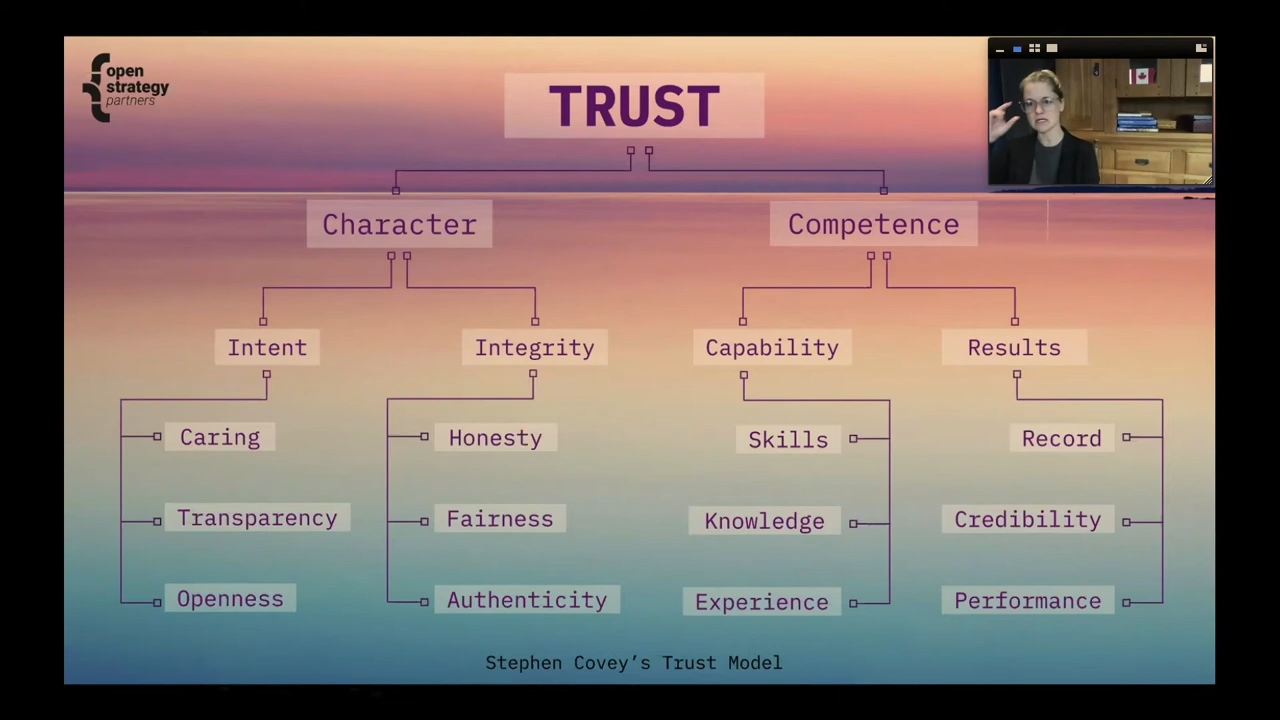 open
strategy
partners
TRUST
Character
Competence
Intent
Integrity
Capability
Results
Caring
Honesty
Skills
Record
Transparency
Fairness
Knowledge
Credibility
Openness
Authenticity
Experience
Performance
Stephen Covey’s Trust Model